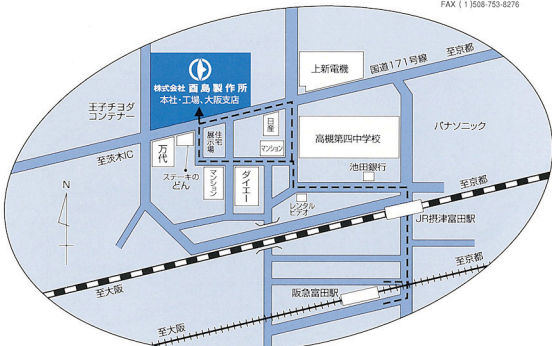 FAX ( 1)508-753-8276
至京都
国道171号線
上新電機
株式会社 酉島製作所
本社・工場、大阪支店
王子チヨダ
コンテナー
パナソニック
日産
住宅
展示場
高槻第四中学校
マンション
万代
至茨木IC
ステーキの
どん
池田銀行
マンション
ダイエー
至京都
N
レンタル
ビデオ
JR摂津富田駅
至京都
阪急富田駅
至大阪
至大阪